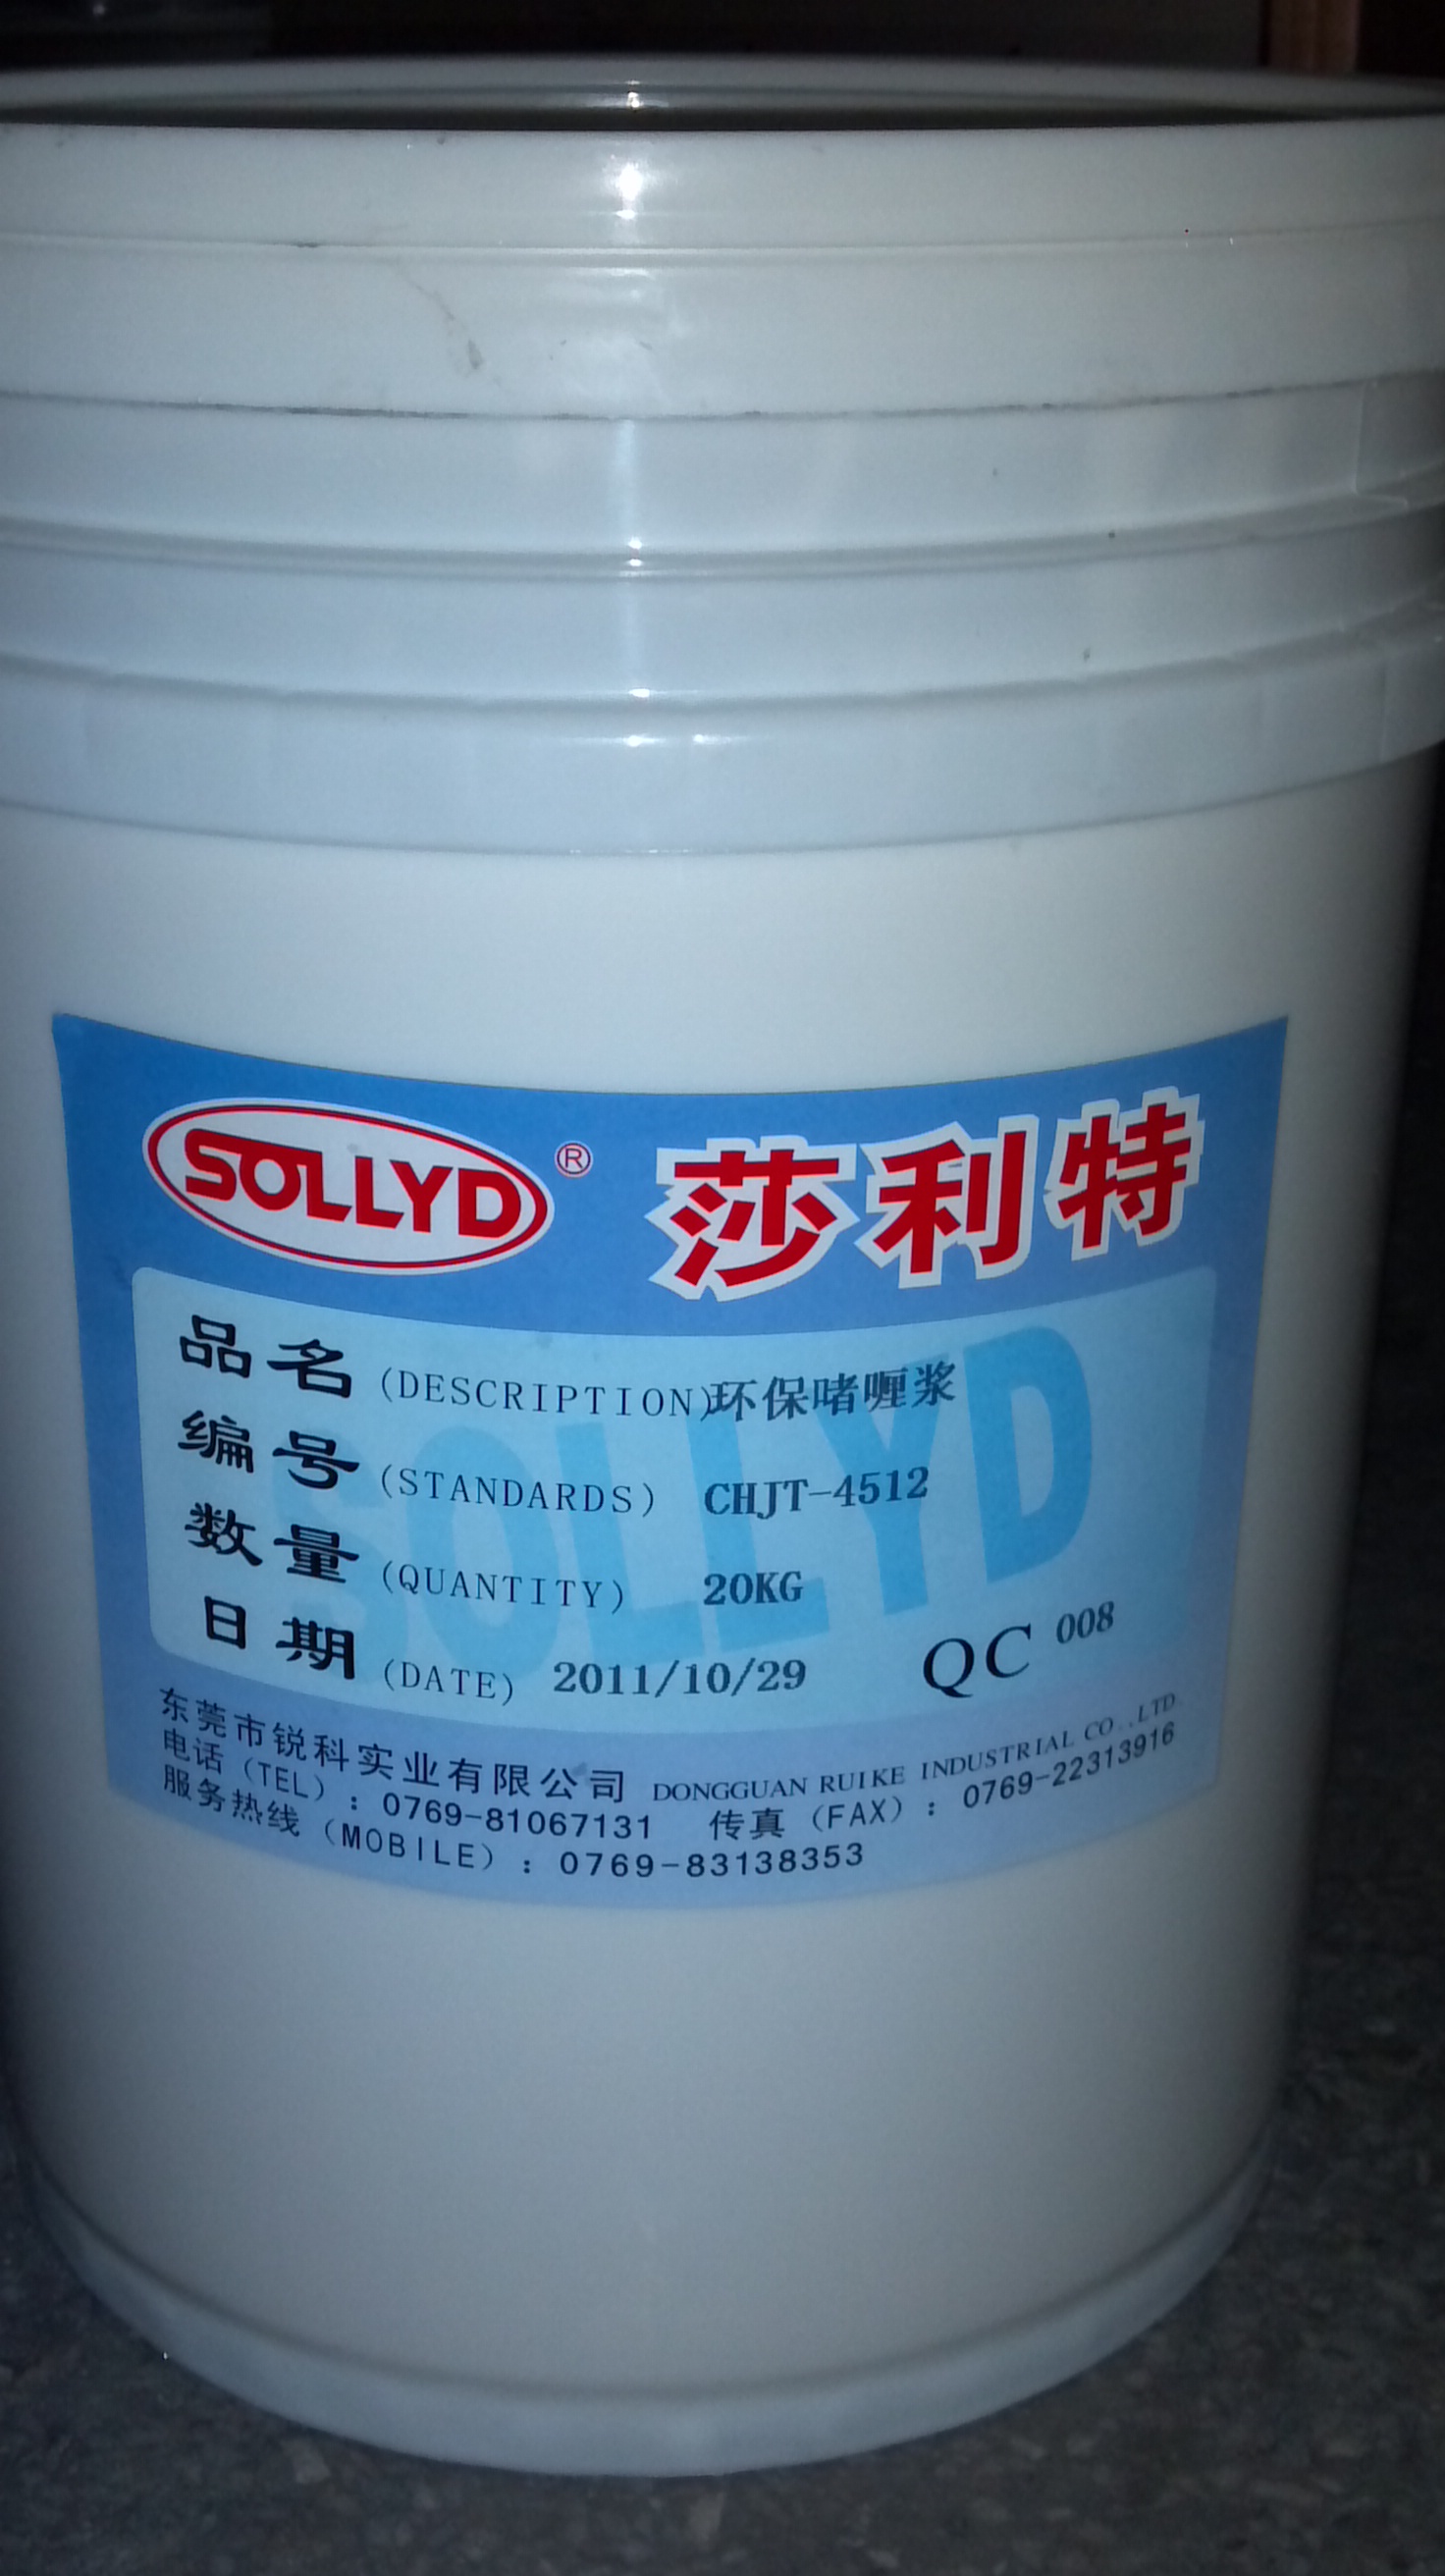 SOLLYD ® 莎利特
品名 (DESCRIPTION)环保啫喱浆
编号 (STANDARDS) CHJT-4512
数量 (QUANTITY) 20KG
日期 (DATE) 2011/10/29 QC 008
SOLLYD
东莞市锐科实业有限公司 DONGGUAN RUIKE INDUSTRIAL CO.,LTD
电话(TEL):0769-81067131 传真(FAX):0769-22313916
服务热线(MOBILE):0769-83138353